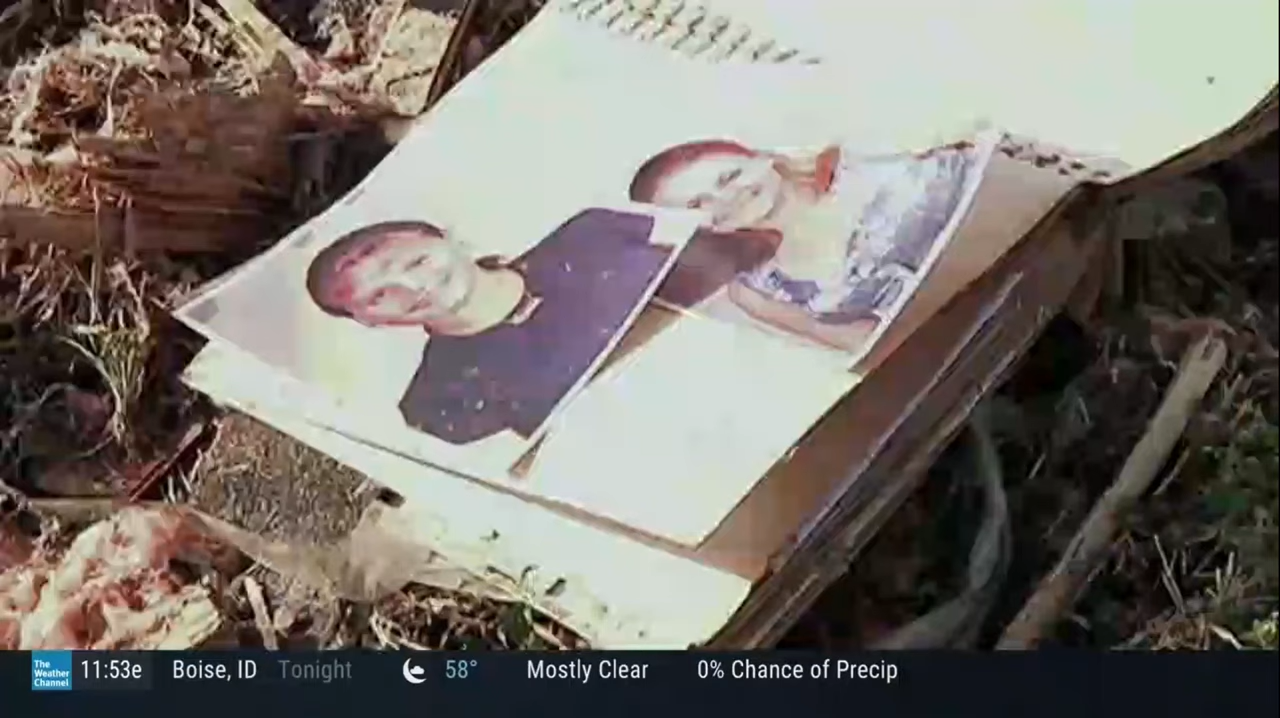 The
Weather
Channel
11:53e Boise, ID Tonight 58° Mostly Clear 0% Chance of Precip